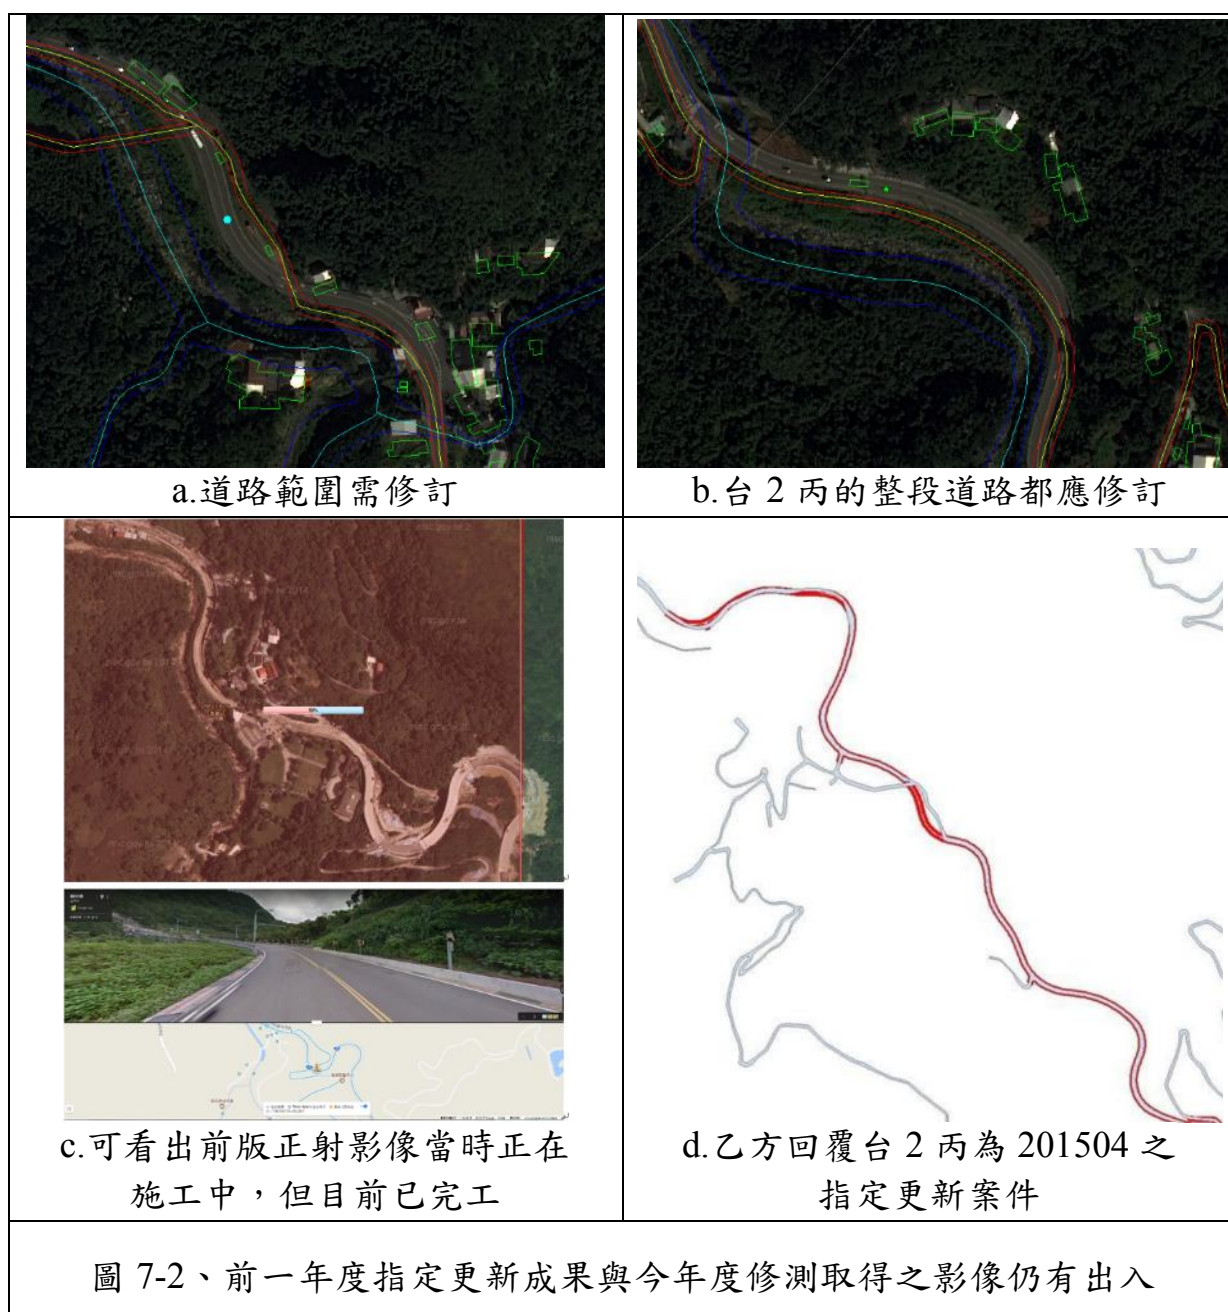 a.道路範圍需修訂
b.台 2 丙的整段道路都應修訂
c.可看出前版正射影像當時正在
施工中，但目前已完工
d.乙方回覆台 2 丙為 201504 之
指定更新案件
圖 7-2、前一年度指定更新成果與今年度修測取得之影像仍有出入